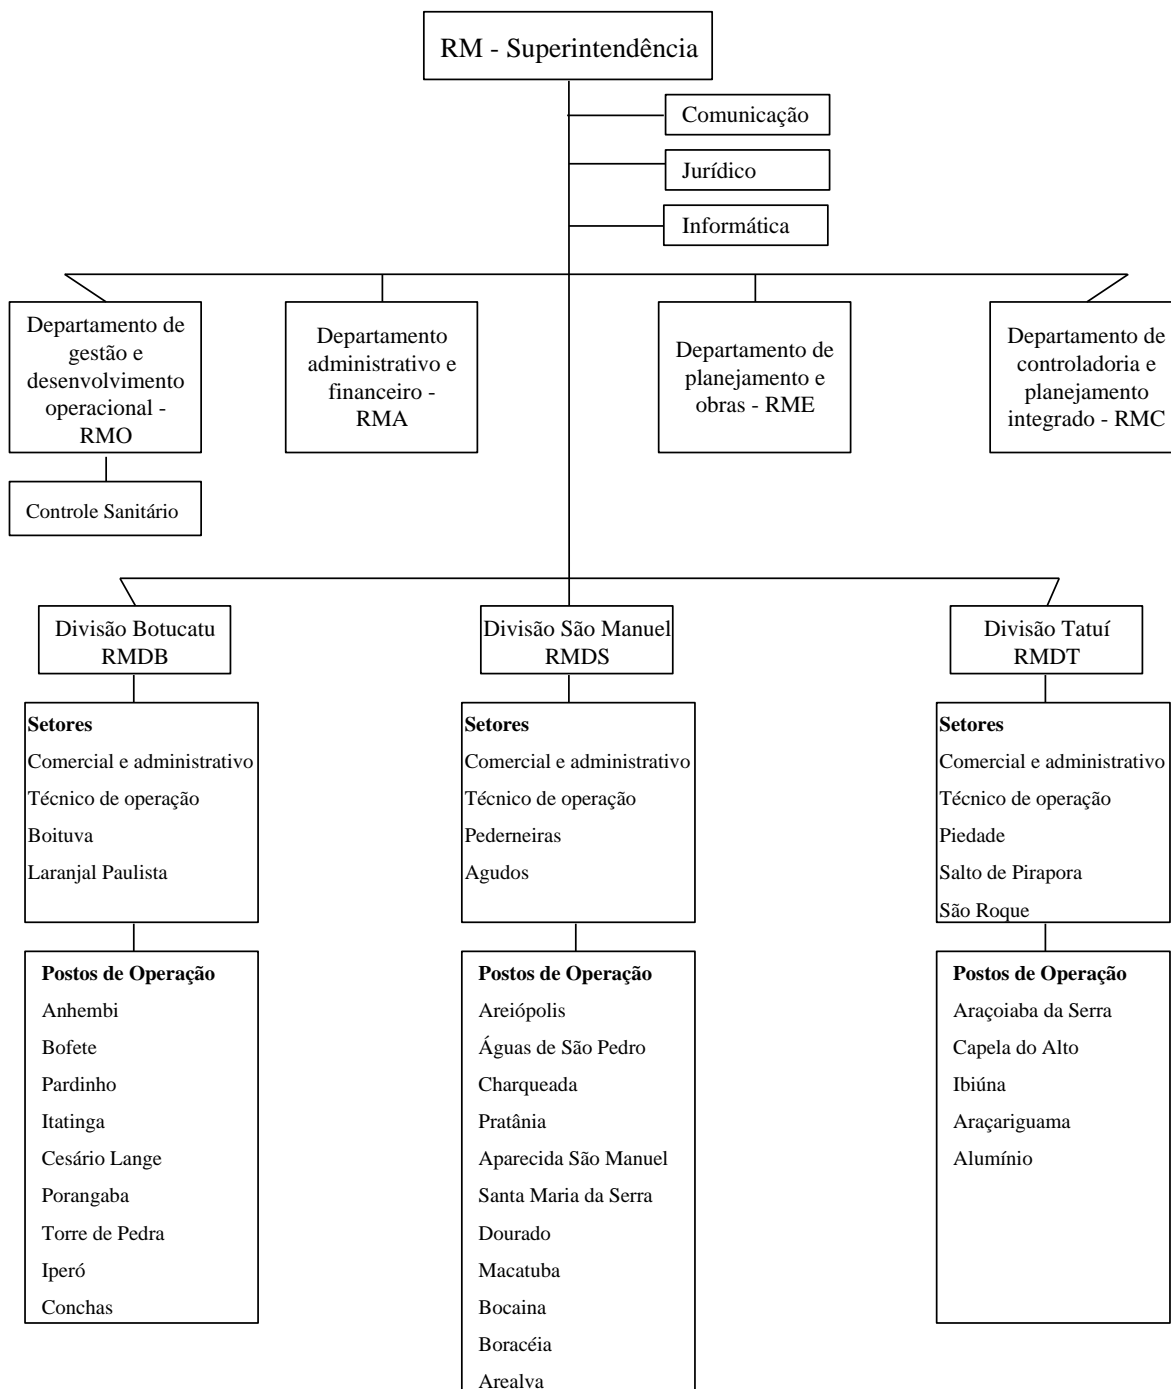 RM - Superintendência
Comunicação
Jurídico
Informática
Departamento de
gestão e
desenvolvimento
operacional -
RMO
Departamento
administrativo e
financeiro -
RMA
Departamento de
planejamento e
obras - RME
Departamento de
controladoria e
planejamento
integrado - RMC
Controle Sanitário
Divisão Botucatu
RMDB
Divisão São Manuel
RMDS
Divisão Tatuí
RMDT
Setores
Comercial e administrativo
Técnico de operação
Boituva
Laranjal Paulista
Setores
Comercial e administrativo
Técnico de operação
Pederneiras
Agudos
Setores
Comercial e administrativo
Técnico de operação
Piedade
Salto de Pirapora
São Roque
Postos de Operação
Anhembi
Bofete
Pardinho
Itatinga
Cesário Lange
Porangaba
Torre de Pedra
Iperó
Conchas
Postos de Operação
Areiópolis
Águas de São Pedro
Charqueada
Pratânia
Aparecida São Manuel
Santa Maria da Serra
Dourado
Macatuba
Bocaina
Boracéia
Arealva
Postos de Operação
Araçoiaba da Serra
Capela do Alto
Ibiúna
Araçariguama
Alumínio